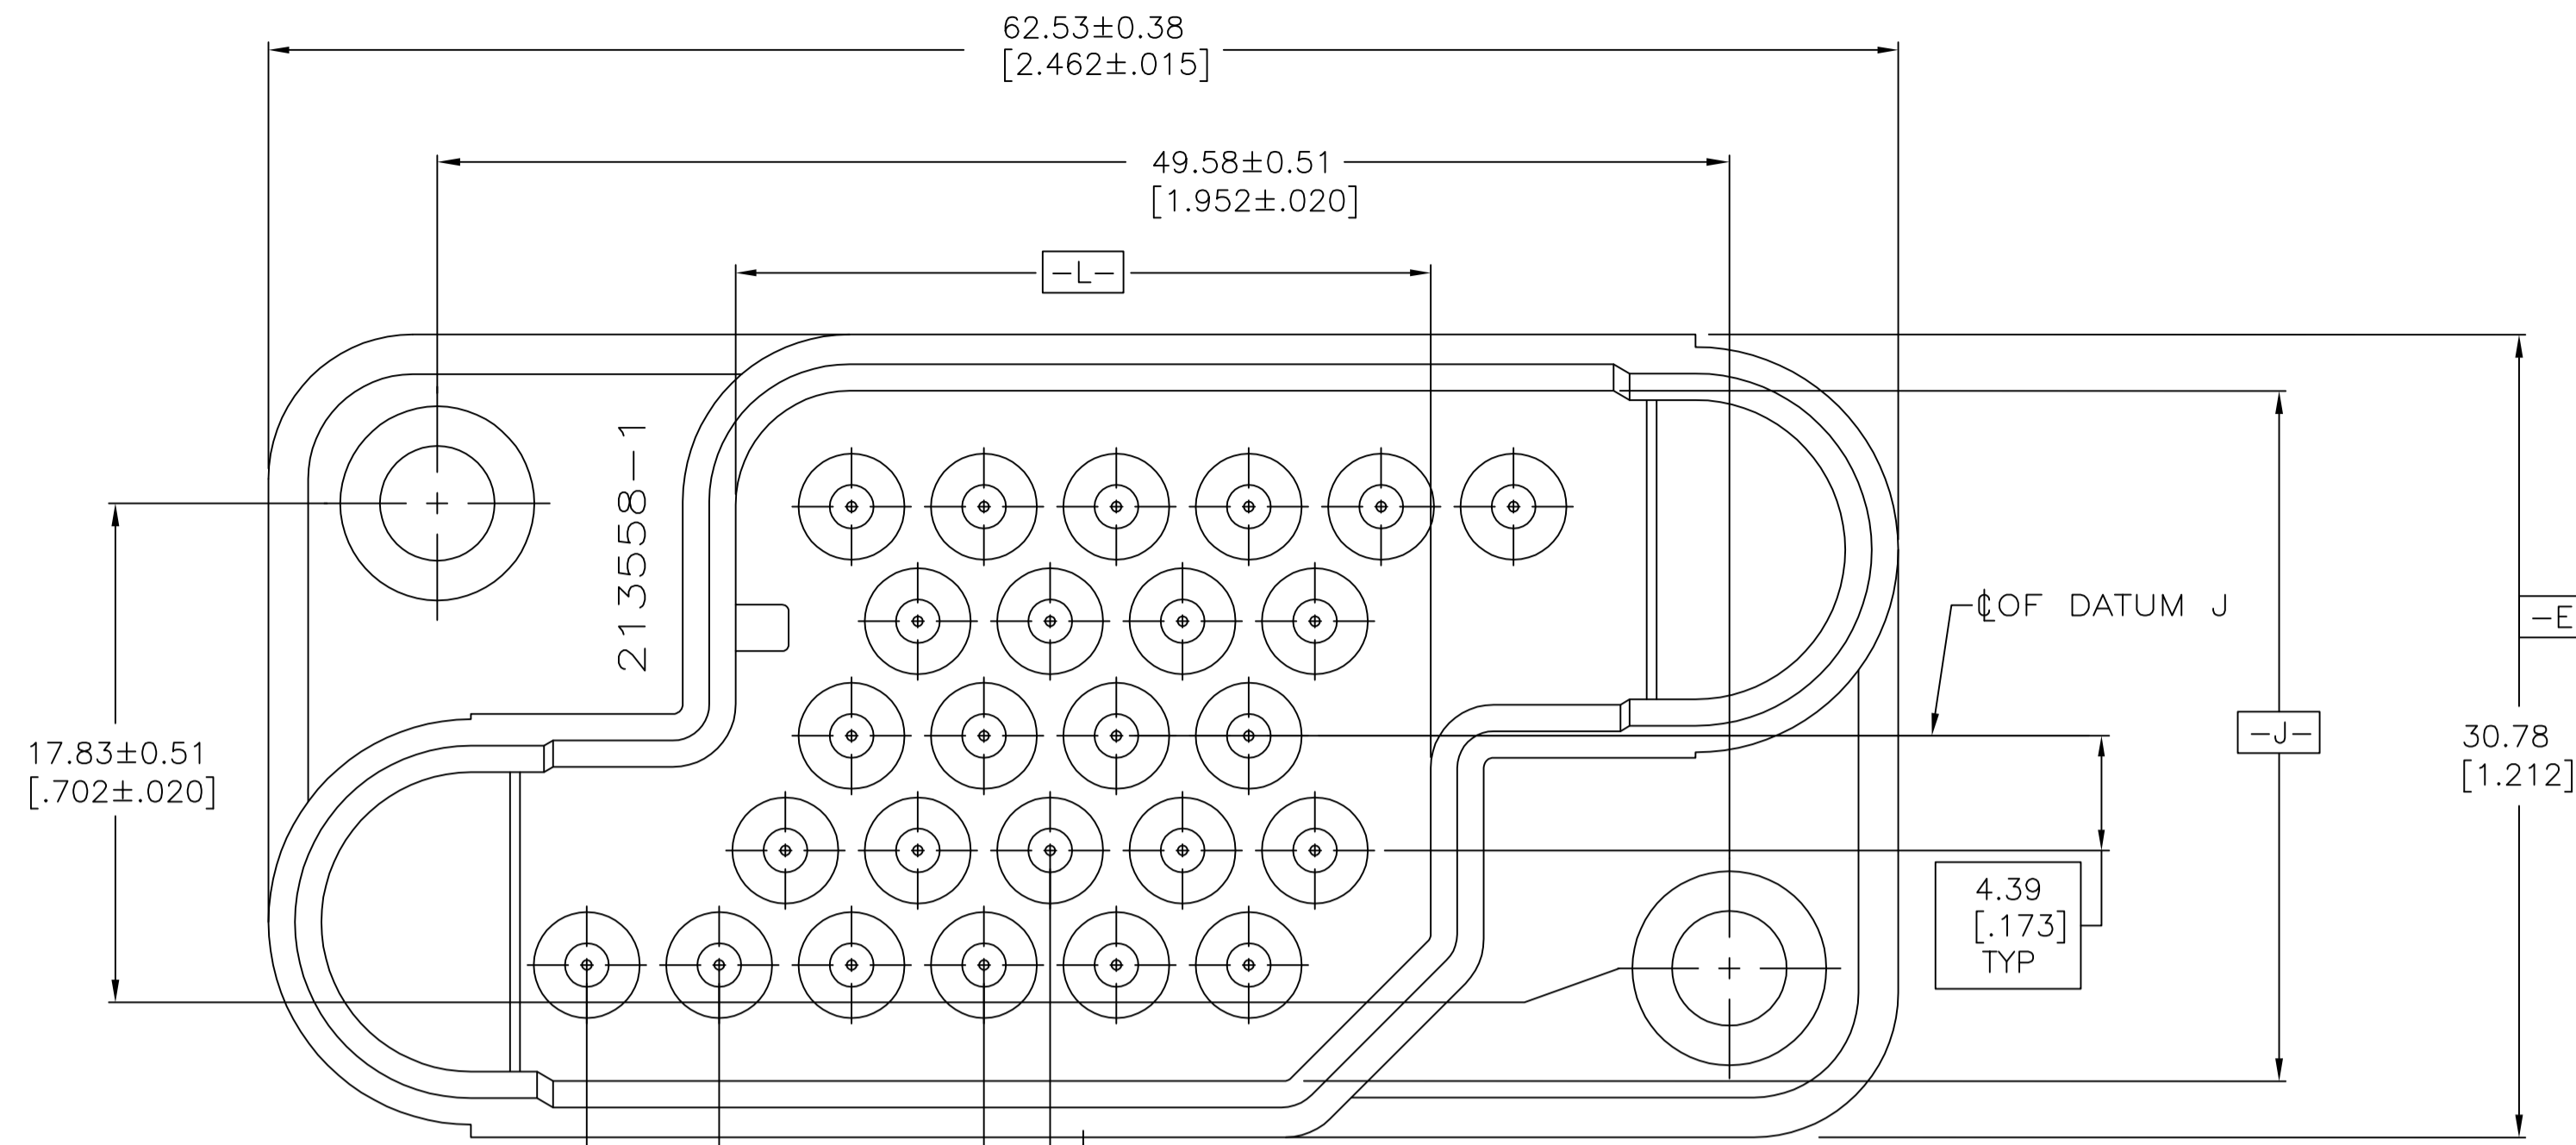 62.53±0.38
[2.462±.015]
49.58±0.51
[1.952±.020]
-L-
213558-1
℄ OF DATUM J
-E
17.83±0.51
[.702±.020]
-J-
30.78
[1.212]
4.39
[.173]
TYP